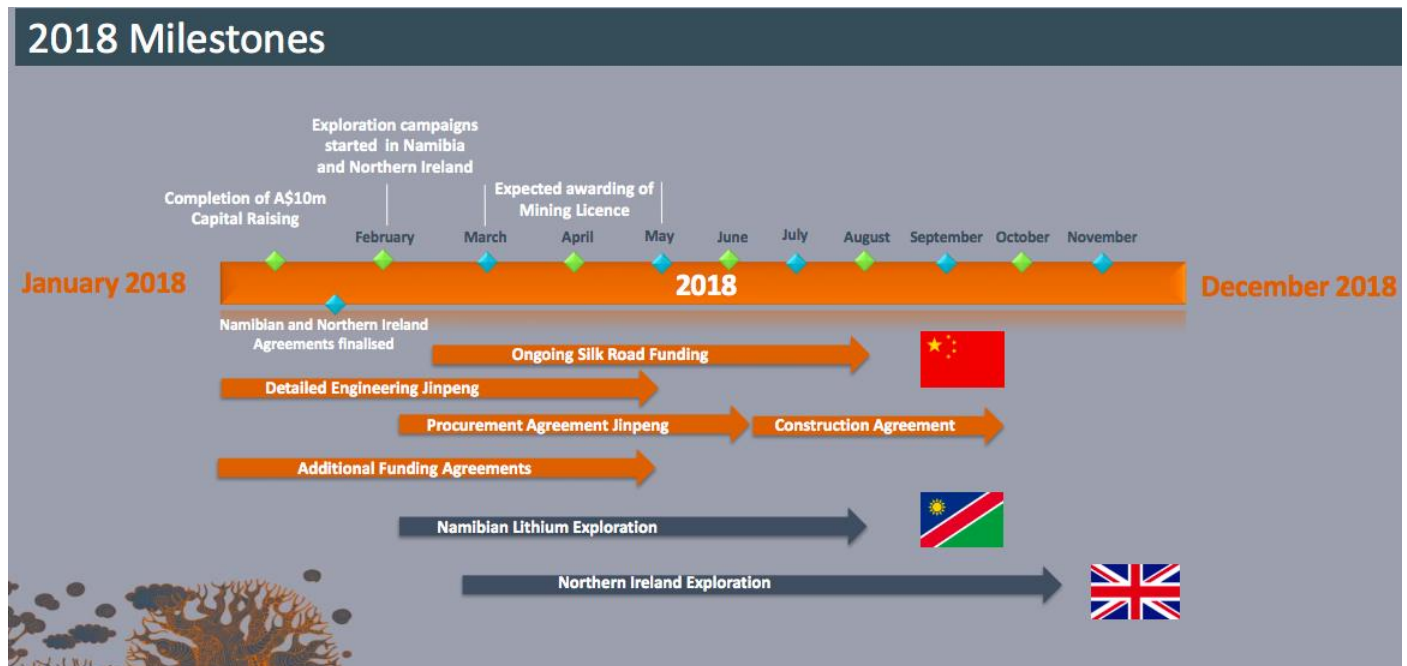 2018 Milestones
Exploration campaigns
started in Namibia
and Northern Ireland
Completion of A$10m
Capital Raising
Expected awarding of
Mining Licence
February
March
April
May
June
July
August
September
October
November
January 2018
2018
December 2018
Namibian and Northern Ireland
Agreements finalised
Ongoing Silk Road Funding
Detailed Engineering Jinpeng
Procurement Agreement Jinpeng
Construction Agreement
Additional Funding Agreements
Namibian Lithium Exploration
Northern Ireland Exploration